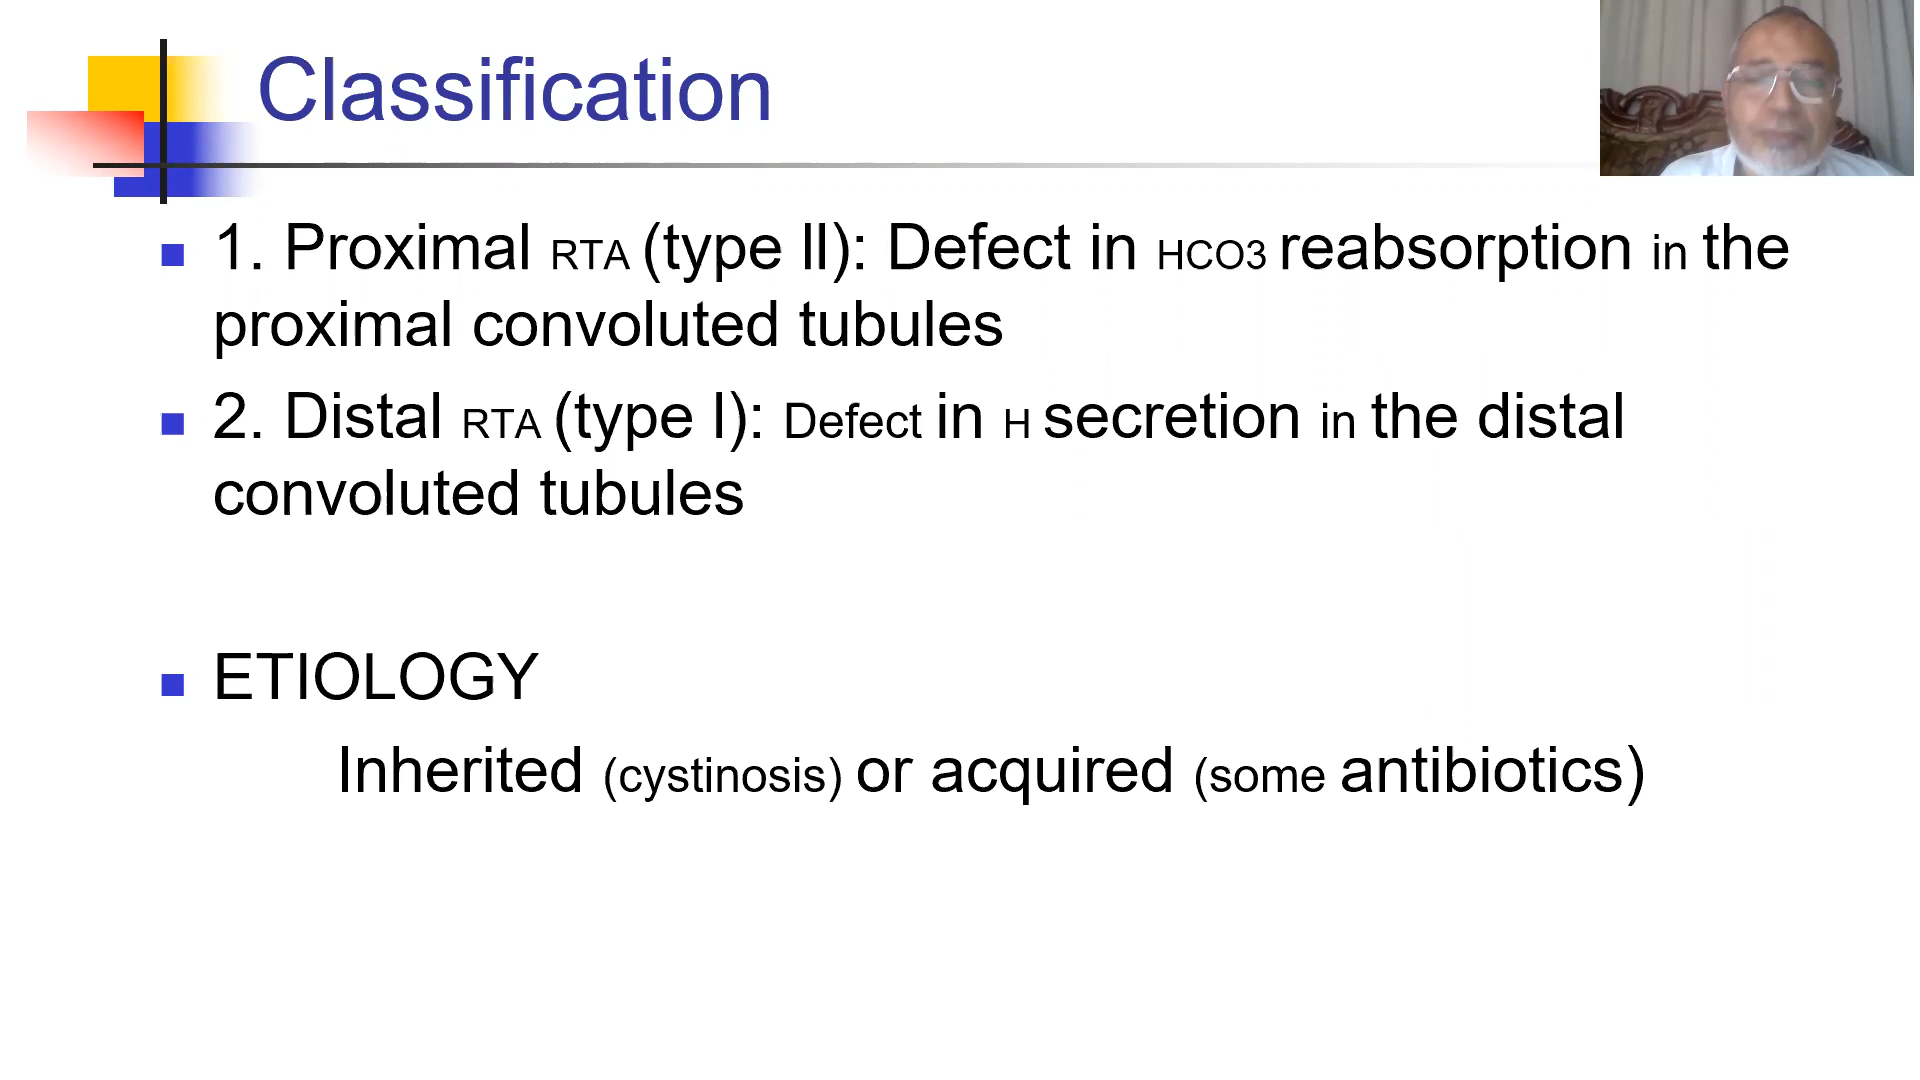 Classification
1. Proximal RTA (type II): Defect in HCO3 reabsorption in the
proximal convoluted tubules
2. Distal RTA (type I): Defect in H secretion in the distal
convoluted tubules
ETIOLOGY
Inherited (cystinosis) or acquired (some antibiotics)